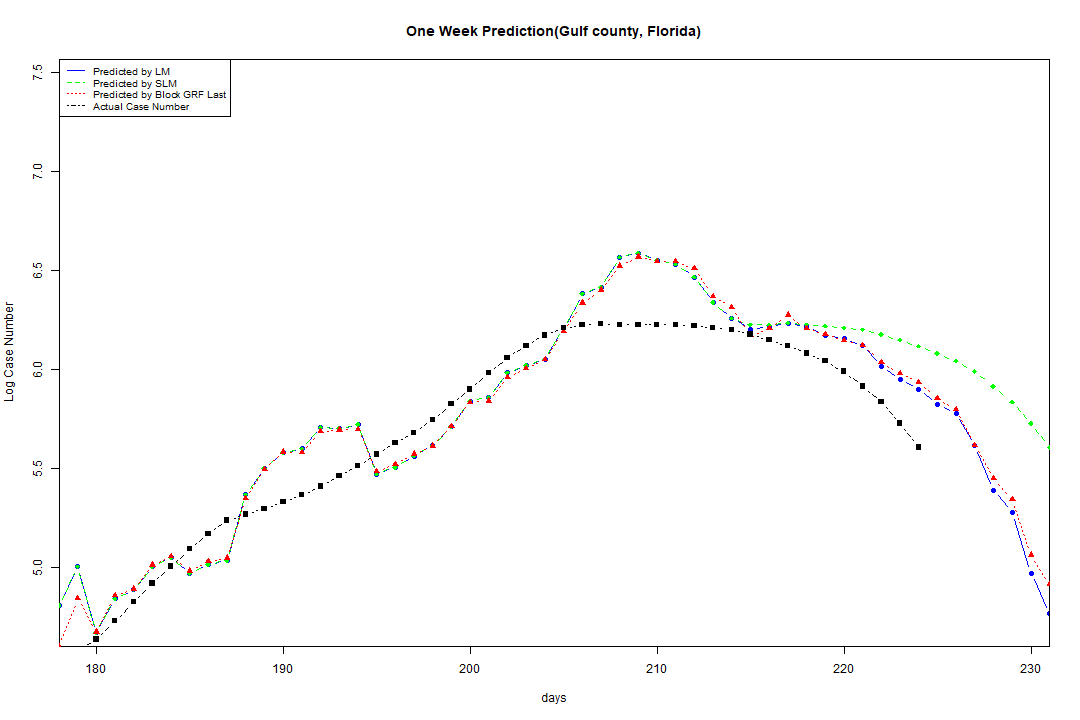 One Week Prediction(Gulf county, Florida)
Predicted by LM
Predicted by SLM
Predicted by Block GRF Last
Actual Case Number
7.5
7.0
6.5
6.0
5.5
5.0
Log Case Number
180 190 200 210 220 230
days